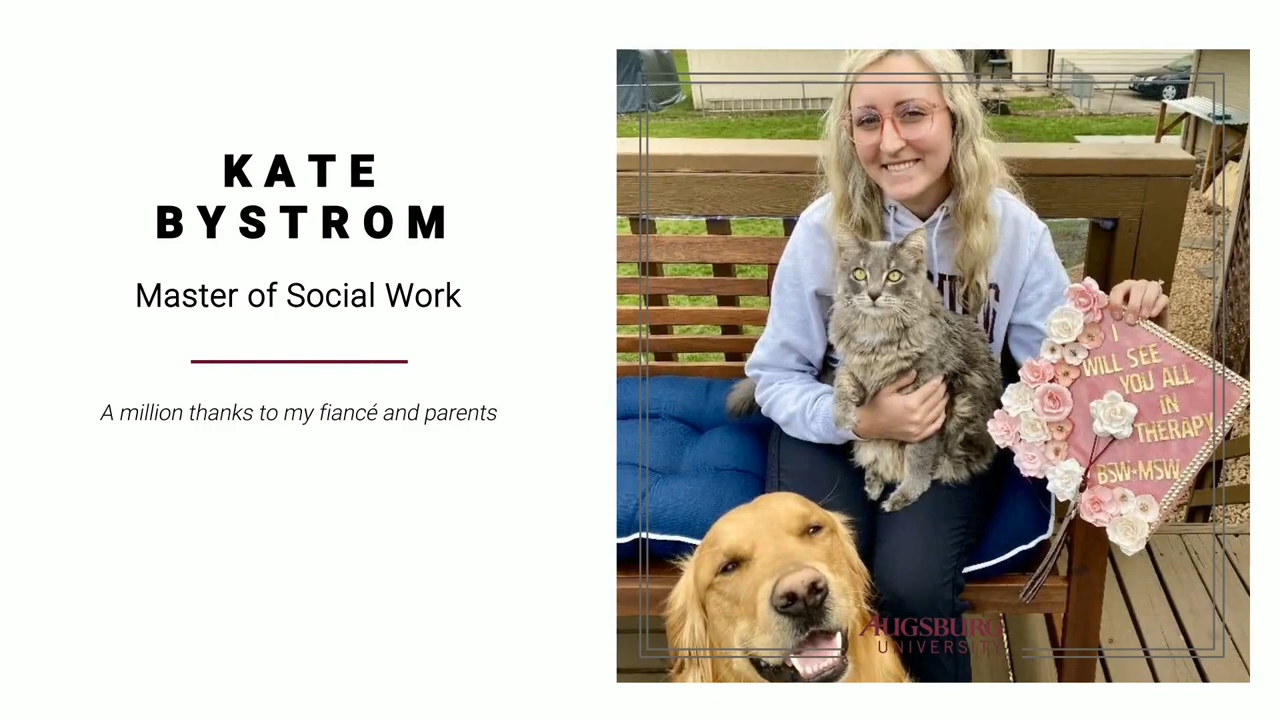 KATE
BYSTROM
Master of Social Work
A million thanks to my fiancé and parents
I
WILL SEE
YOU ALL
IN
THERAPY
BSW-MSW
AUGSBURG
UNIVERSITY